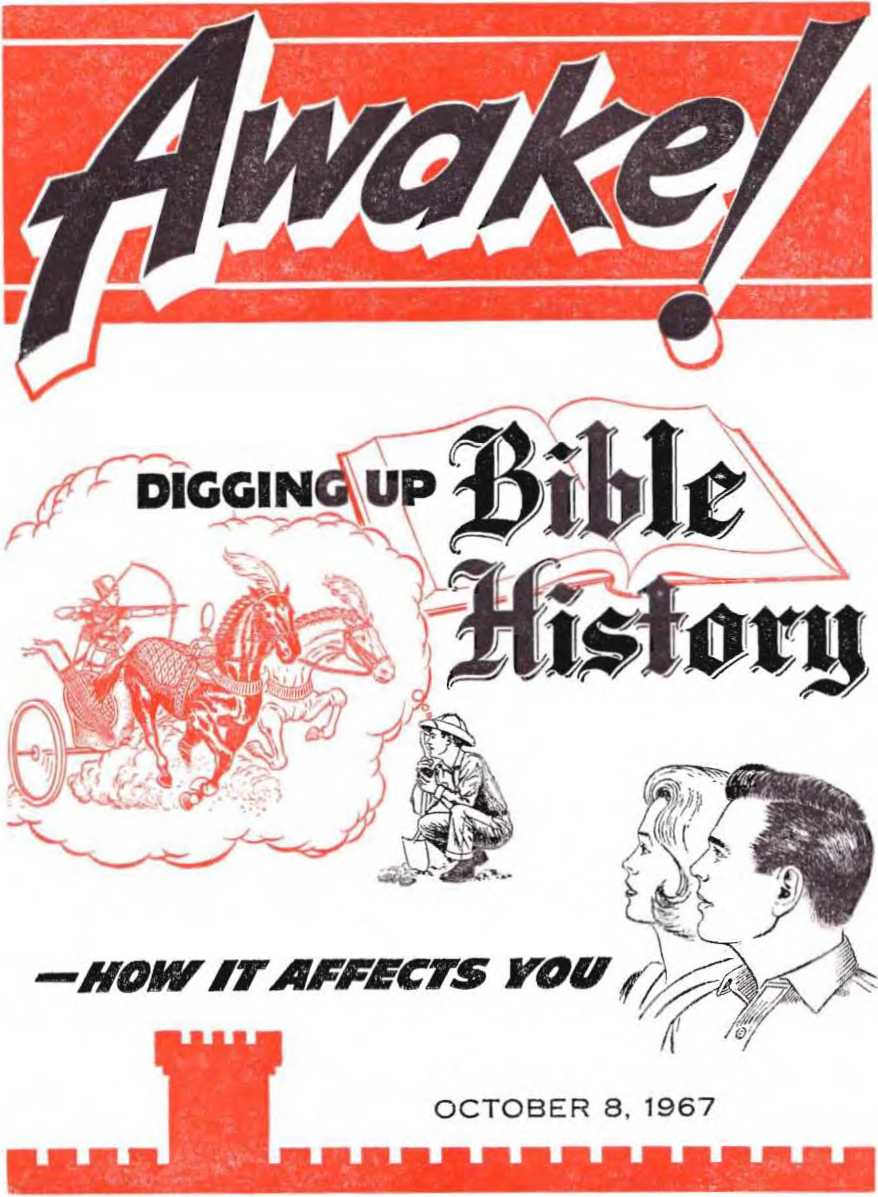 Awake!
DIGGING UP Bible
History
—HOW IT AFFECTS YOU
OCTOBER 8, 1967